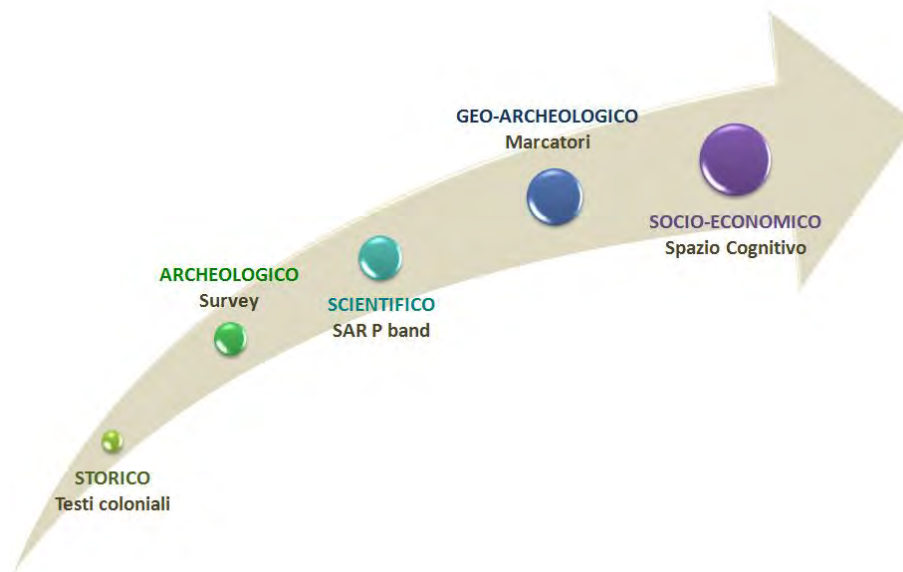 STORICO
Testi coloniali
ARCHEOLOGICO
Survey
SCIENTIFICO
SAR P band
GEO-ARCHEOLOGICO
Marcatori
SOCIO-ECONOMICO
Spazio Cognitivo